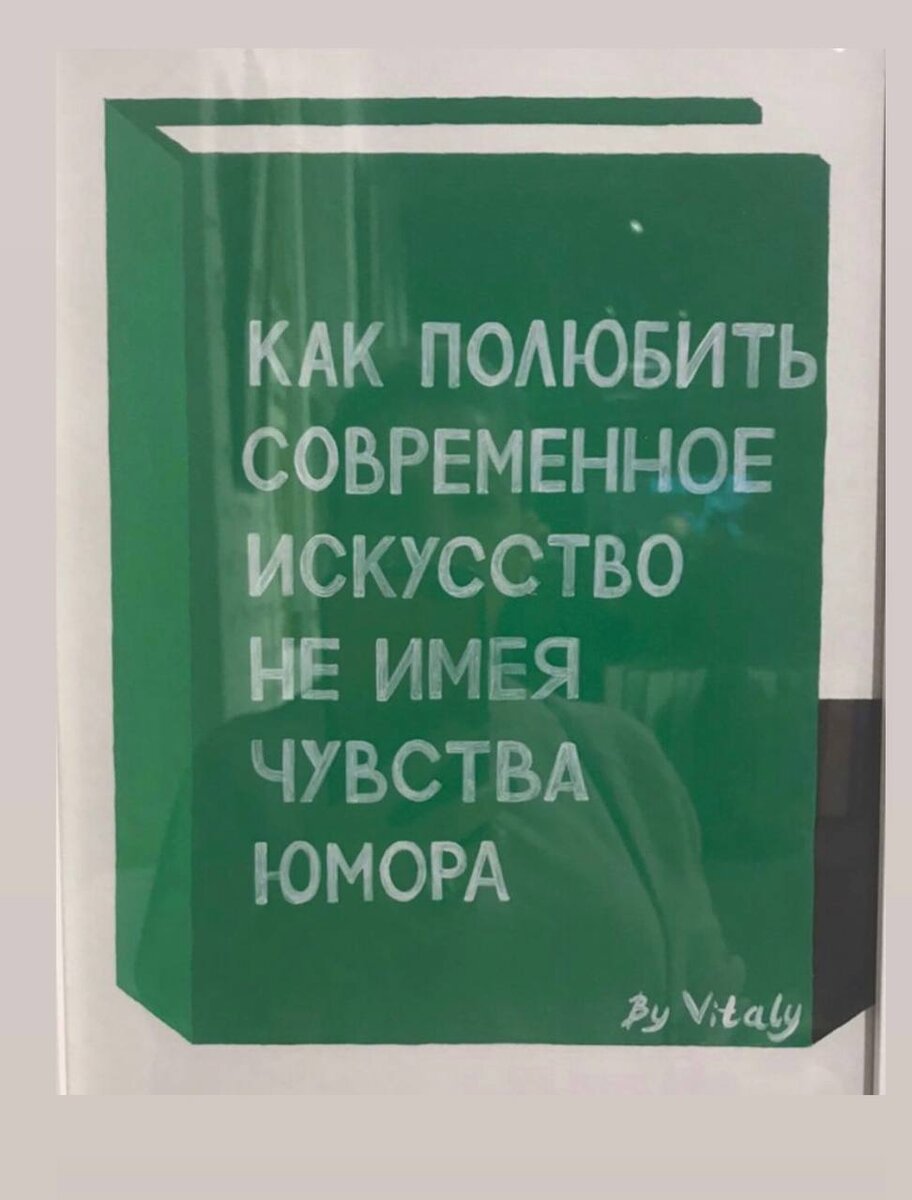 КАК ПОЛЮБИТЬ
СОВРЕМЕННОЕ
ИСКУССТВО
НЕ ИМЕЯ
ЧУВСТВА
ЮМОРА
By Vitaly